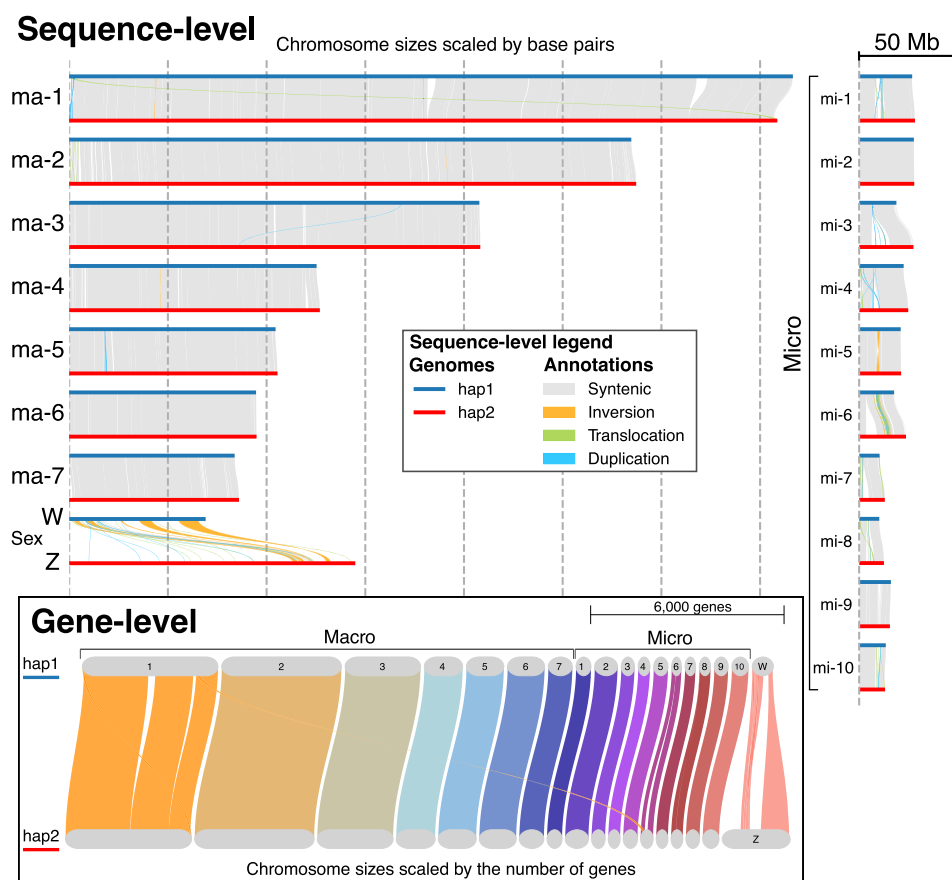 Sequence-level
Chromosome sizes scaled by base pairs
50 Mb
ma-1
ma-2
ma-3
ma-4
ma-5
ma-6
ma-7
W
Sex
Z
Sequence-level legend
Genomes
hap1
hap2
Annotations
Syntenic
Inversion
Translocation
Duplication
Micro
mi-1
mi-2
mi-3
mi-4
mi-5
mi-6
mi-7
mi-8
mi-9
mi-10
Gene-level
6,000 genes
Macro
Micro
hap1
1 2 3 4 5 6 7 1 2 3 4 5 6 7 8 9 10 W
hap2
Z
Chromosome sizes scaled by the number of genes